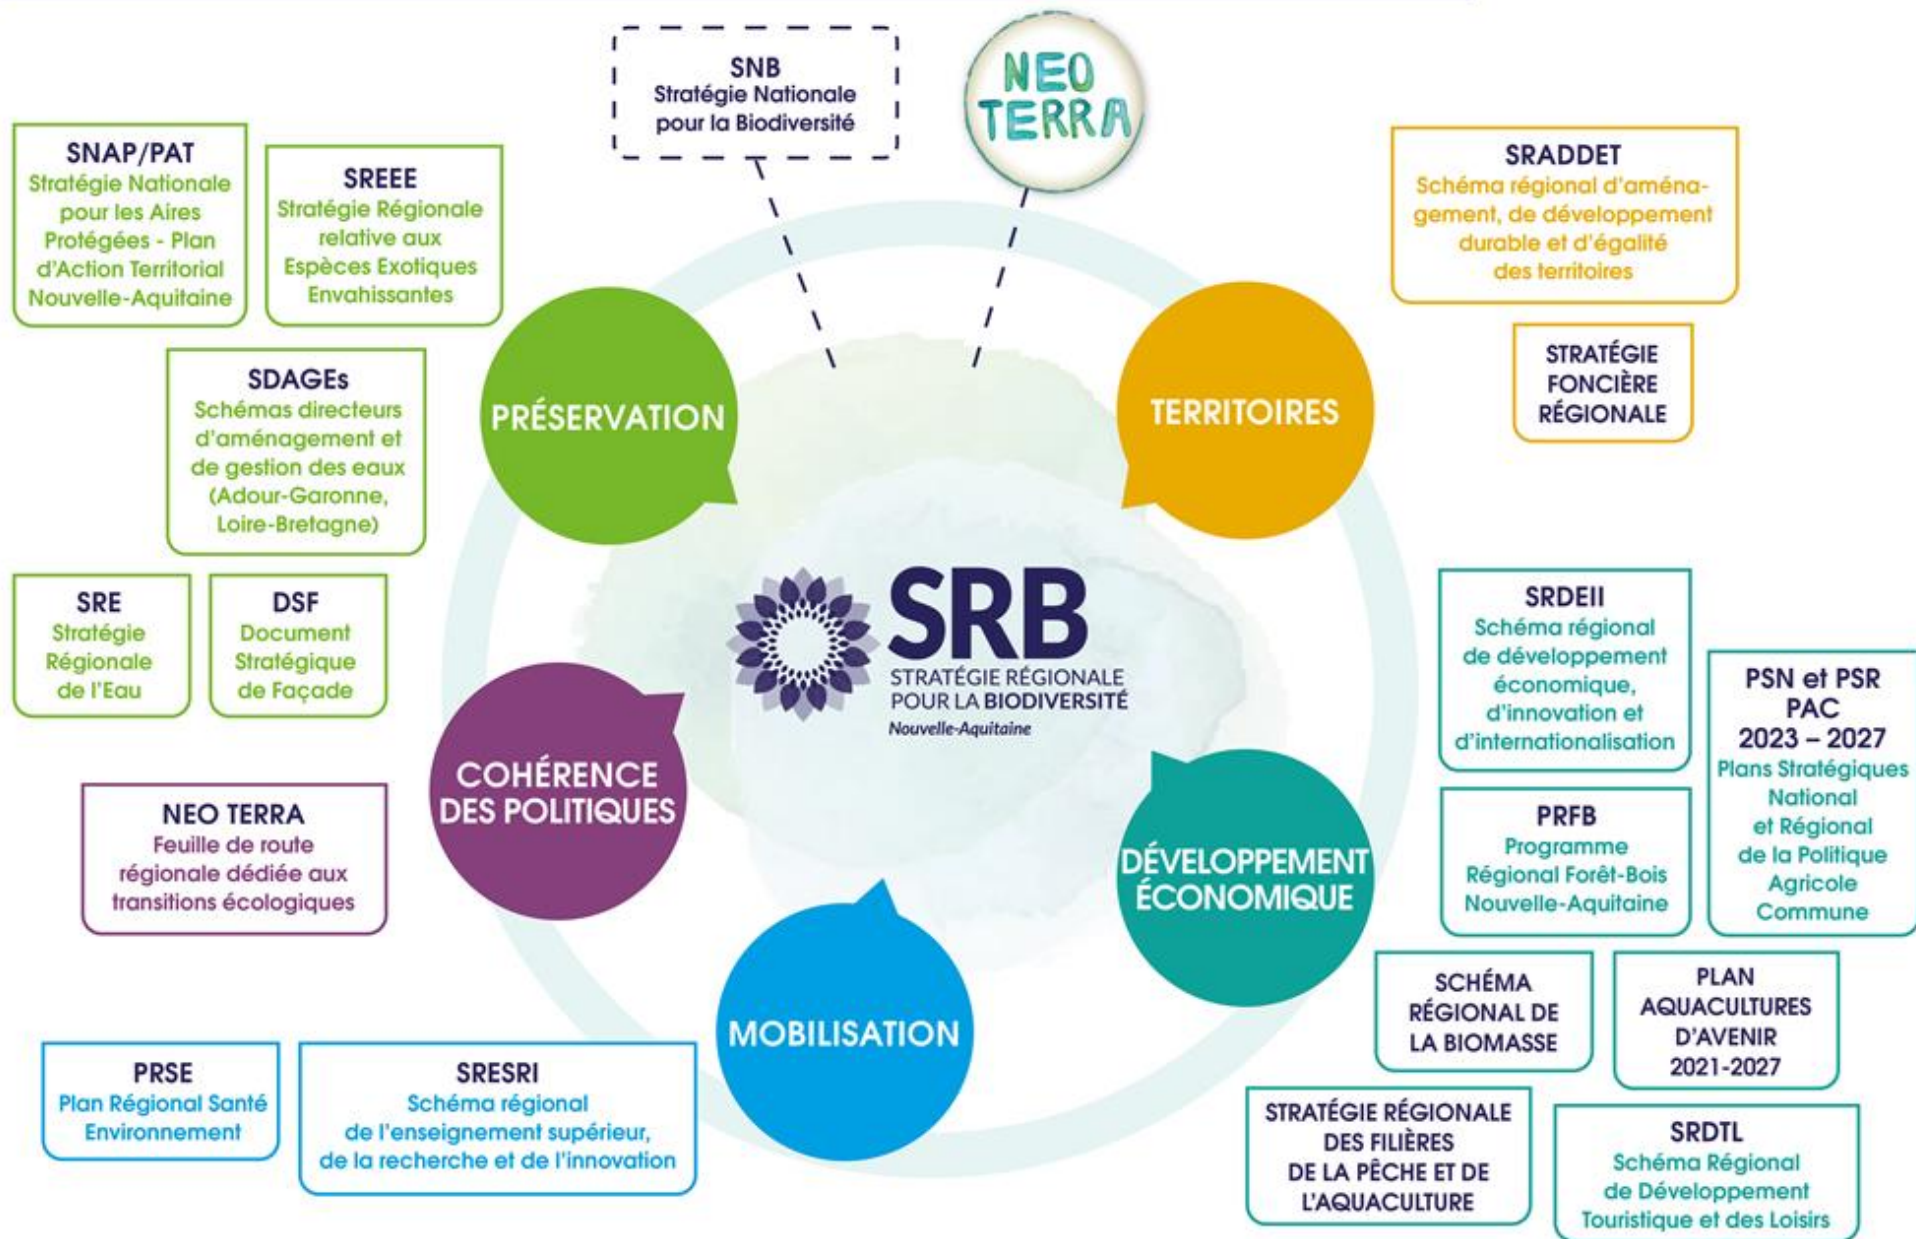 SNB
Stratégie Nationale
pour la Biodiversité
NEO
TERRA
SNAP/PAT
Stratégie Nationale
pour les Aires
Protégées - Plan
d'Action Territorial
Nouvelle-Aquitaine
SREEE
Stratégie Régionale
relative aux
Espèces Exotiques
Envahissantes
SDAGEs
Schémas directeurs
d'aménagement et
de gestion des eaux
(Adour-Garonne,
Loire-Bretagne)
SRE
Stratégie
Régionale
de l'Eau
DSF
Document
Stratégique
de Façade
PRÉSERVATION
TERRITOIRES
SRADDET
Schéma régional d'aména-
gement, de développement
durable et d'égalité
des territoires
STRATÉGIE
FONCIÈRE
RÉGIONALE
SRB
STRATÉGIE RÉGIONALE
POUR LA BIODIVERSITÉ
Nouvelle-Aquitaine
COHÉRENCE
DES POLITIQUES
NEO TERRA
Feuille de route
régionale dédiée aux
transitions écologiques
MOBILISATION
PRSE
Plan Régional Santé
Environnement
SRESRI
Schéma régional
de l'enseignement supérieur,
de la recherche et de l'innovation
DÉVELOPPEMENT
ÉCONOMIQUE
SRDEII
Schéma régional
de développement
économique,
d'innovation et
d'internationalisation
PSN et PSR
PAC
2023 – 2027
Plans Stratégiques
National
et Régional
de la Politique
Agricole
Commune
PRFB
Programme
Régional Forêt-Bois
Nouvelle-Aquitaine
SCHÉMA
RÉGIONAL DE
LA BIOMASSE
PLAN
AQUACULTURES
D'AVENIR
2021-2027
STRATÉGIE RÉGIONALE
DES FILIÈRES
DE LA PÊCHE ET DE
L'AQUACULTURE
SRDTL
Schéma Régional
de Développement
Touristique et des Loisirs